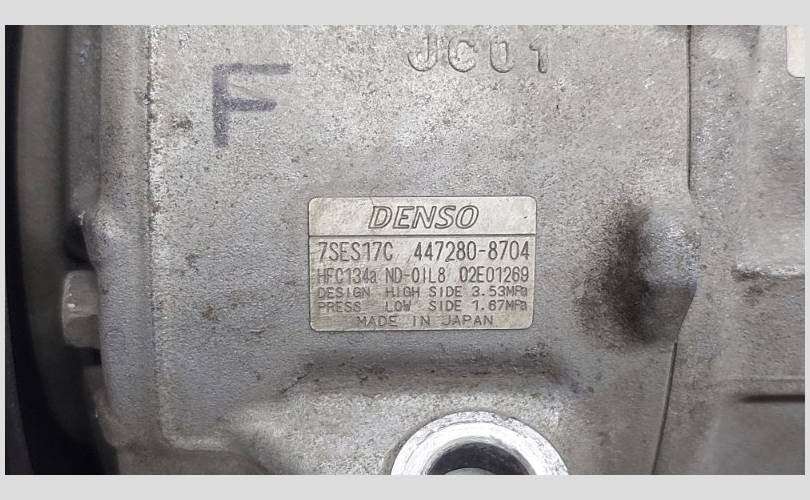 JC01
F
DENSO
7SES17C 447280-8704
HFC134a ND-OIL8 02E01269
DESIGN HIGH SIDE 3.53MPa
PRESS LOW SIDE 1.67MPa
MADE IN JAPAN